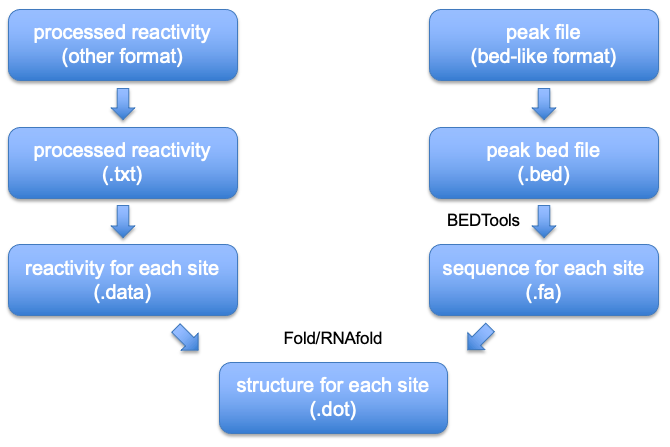 processed reactivity
(other format)
peak file
(bed-like format)
processed reactivity
(.txt)
peak bed file
(.bed)
BEDTools
reactivity for each site
(.data)
sequence for each site
(.fa)
Fold/RNAfold
structure for each site
(.dot)